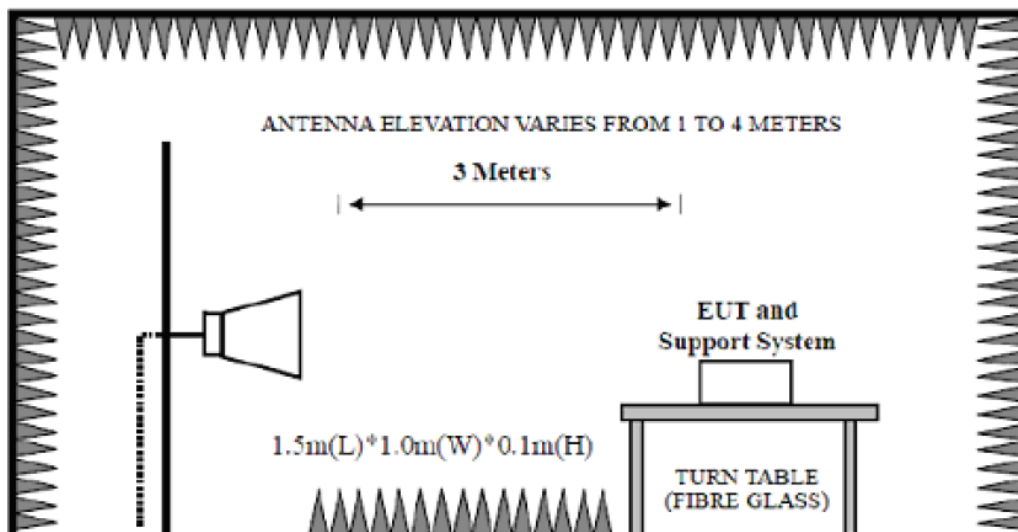 ANTENNA ELEVATION VARIES FROM 1 TO 4 METERS
3 Meters
EUT and
Support System
1.5m(L)*1.0m(W)*0.1m(H)
TURN TABLE
(FIBRE GLASS)